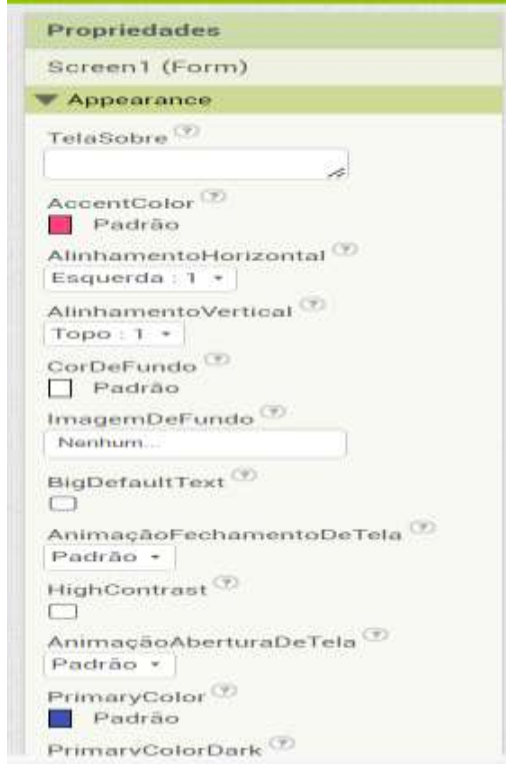 Propriedades
Screen1 (Form)
Appearance
TelaSobre
AccentColor
Padrão
AlinhamentoHorizontal
Esquerda : 1
AlinhamentoVertical
Topo : 1
CorDeFundo
Padrão
ImagemDeFundo
Nenhum...
BigDefaultText
AnimaçãoFechamentoDeTela
Padrão
HighContrast
AnimaçãoAberturaDeTela
Padrão
PrimaryColor
Padrão
PrimaryColorDark